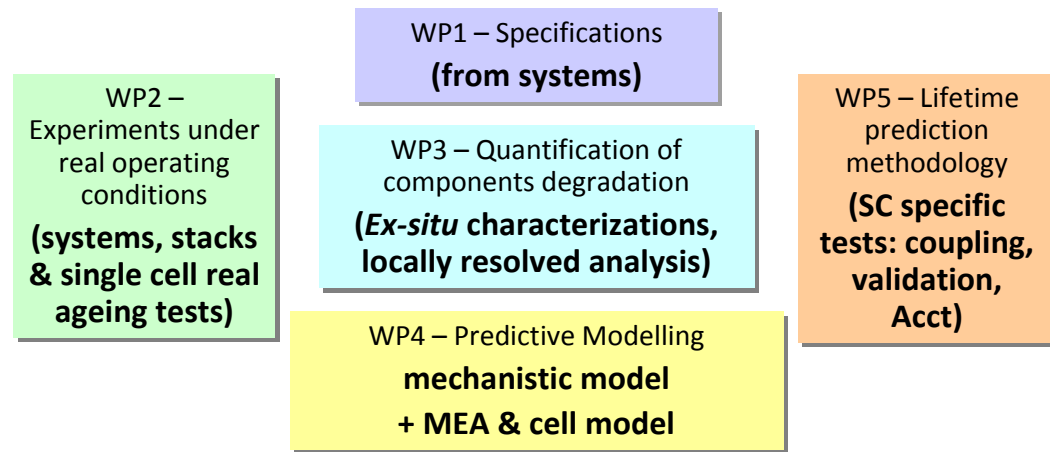 WP1 – Specifications
(from systems)
WP2 –
Experiments under
real operating
conditions
(systems, stacks
& single cell real
ageing tests)
WP3 – Quantification of
components degradation
(Ex-situ characterizations,
locally resolved analysis)
WP4 – Predictive Modelling
mechanistic model
+ MEA & cell model
WP5 – Lifetime
prediction
methodology
(SC specific
tests: coupling,
validation,
Acct)